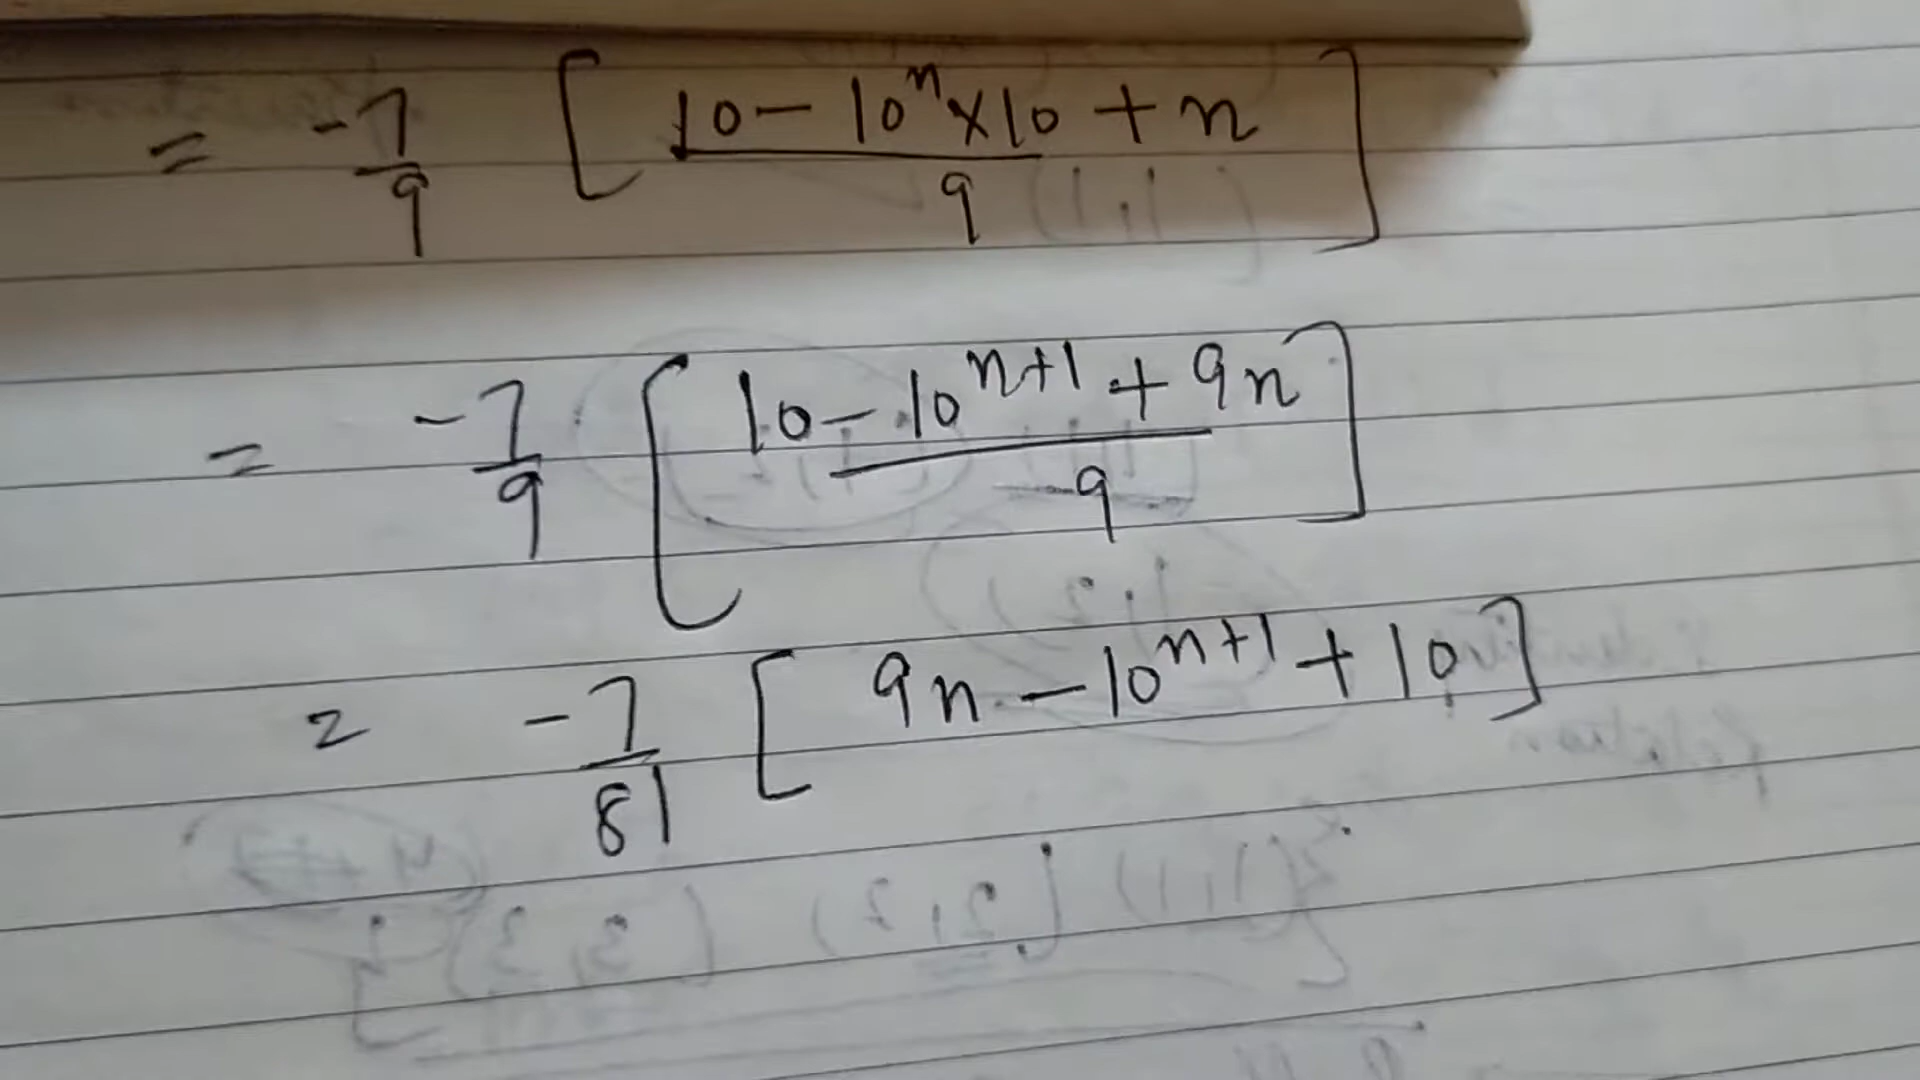 = -7/9 [ (10 - 10^n × 10)/9 + n ]
= -7/9 [ (10 - 10^(n+1) + 9n)/9 ]
= -7/81 [ 9n - 10^(n+1) + 10 ]